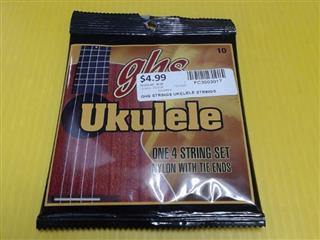 10
ghs
$4.99
FC3003017
GHS STRINGS UKULELE STRINGS
Ukulele
ONE 4 STRING SET
NYLON WITH TIE ENDS